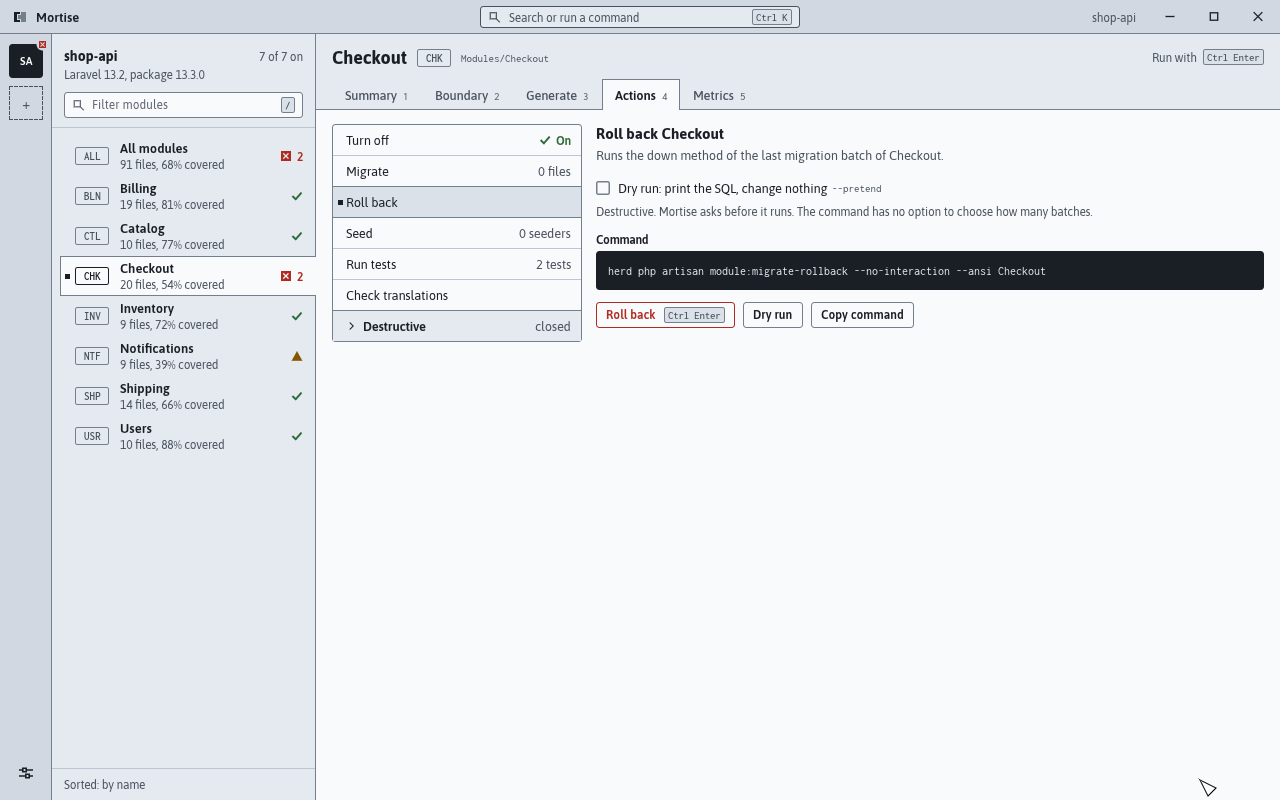 Mortise
Search or run a command
Ctrl K
shop-api
SA
+
shop-api
7 of 7 on
Laravel 13.2, package 13.3.0
Filter modules
/
ALL
All modules
91 files, 68% covered
2
BLN
Billing
19 files, 81% covered
CTL
Catalog
10 files, 77% covered
CHK
Checkout
20 files, 54% covered
2
INV
Inventory
9 files, 72% covered
NTF
Notifications
9 files, 39% covered
SHP
Shipping
14 files, 66% covered
USR
Users
10 files, 88% covered
Sorted: by name
Checkout
CHK
Modules/Checkout
Run with
Ctrl Enter
Summary 1
Boundary 2
Generate 3
Actions 4
Metrics 5
Turn off
On
Migrate
0 files
Roll back
Seed
0 seeders
Run tests
2 tests
Check translations
Destructive
closed
Roll back Checkout
Runs the down method of the last migration batch of Checkout.
Dry run: print the SQL, change nothing --pretend
Destructive. Mortise asks before it runs. The command has no option to choose how many batches.
Command
herd php artisan module:migrate-rollback --no-interaction --ansi Checkout
Roll back
Ctrl Enter
Dry run
Copy command